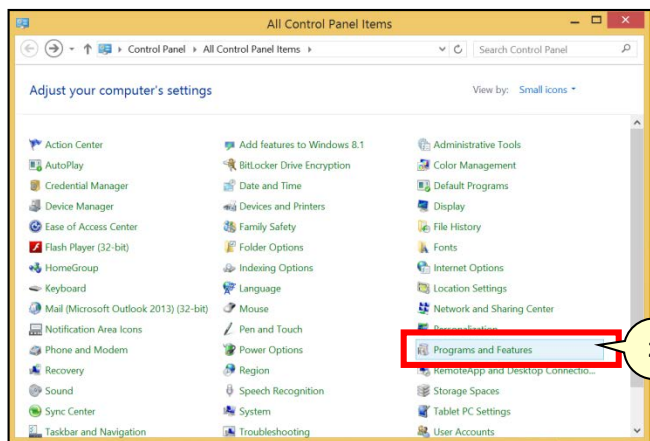 All Control Panel Items
Control Panel All Control Panel Items Search Control Panel
Adjust your computer's settings View by: Small icons
Action Center Add features to Windows 8.1 Administrative Tools
AutoPlay BitLocker Drive Encryption Color Management
Credential Manager Date and Time Default Programs
Device Manager Devices and Printers Display
Ease of Access Center Family Safety File History
Flash Player (32-bit) Folder Options Fonts
HomeGroup Indexing Options Internet Options
Keyboard Language Location Settings
Mail (Microsoft Outlook 2013) (32-bit) Mouse Network and Sharing Center
Notification Area Icons Pen and Touch Personalization
Phone and Modem Power Options Programs and Features
Recovery Region RemoteApp and Desktop Connectio...
Sound Speech Recognition Storage Spaces
Sync Center System Tablet PC Settings
Taskbar and Navigation Troubleshooting User Accounts